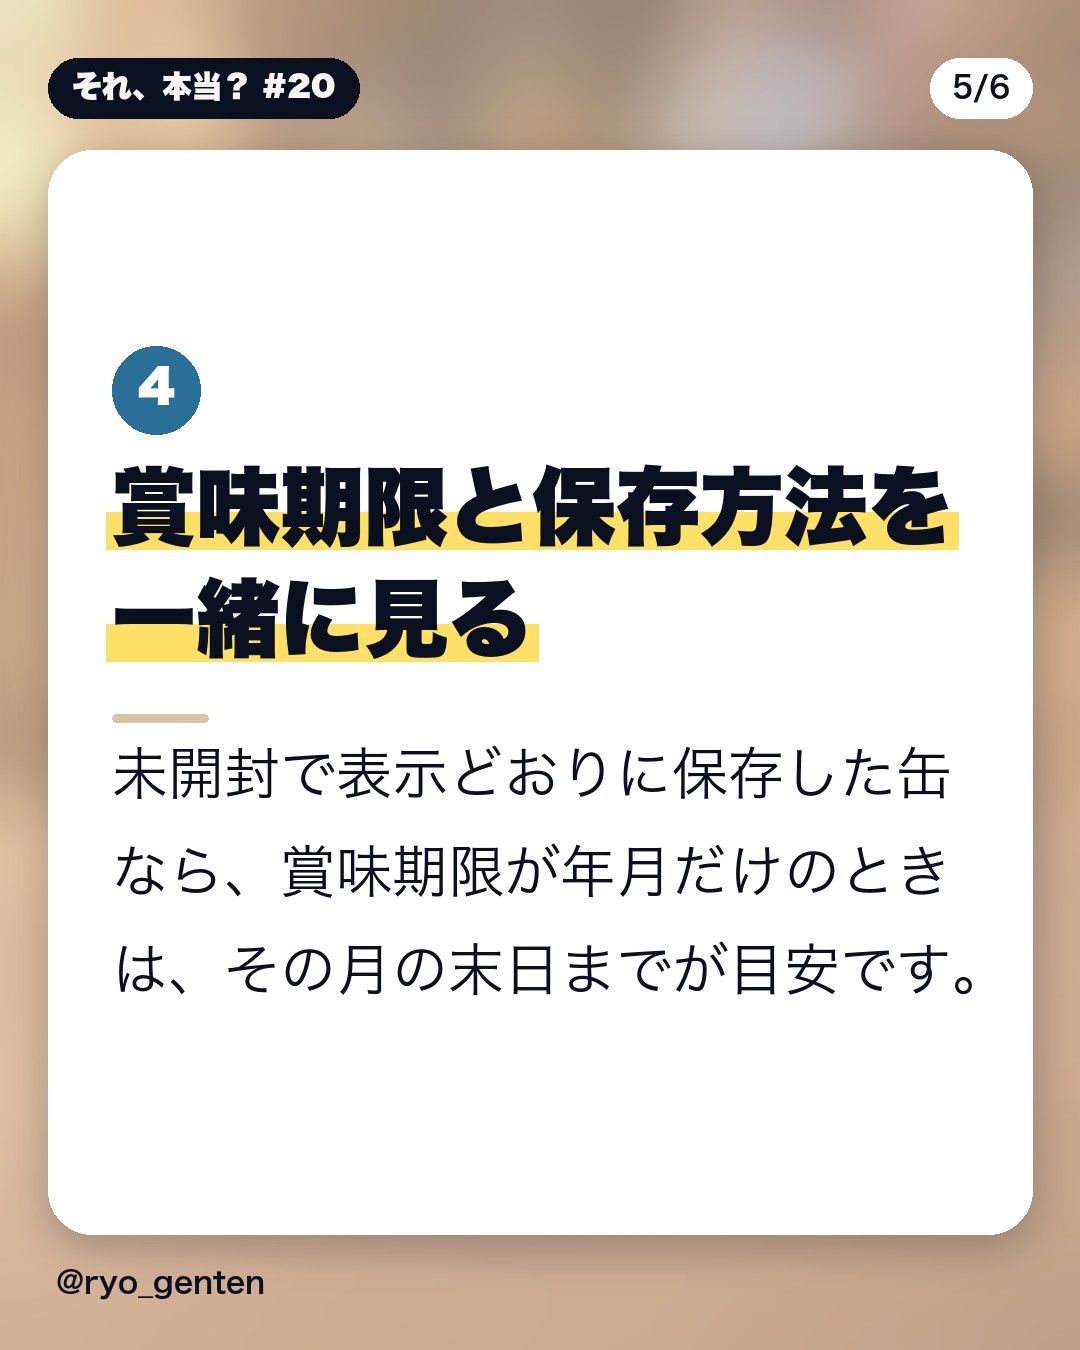 それ、本当？ #20
5/6
4
賞味期限と保存方法を
一緒に見る
未開封で表示どおりに保存した缶
なら、賞味期限が年月だけのとき
は、その月の末日までが目安です。
@ryo_genten